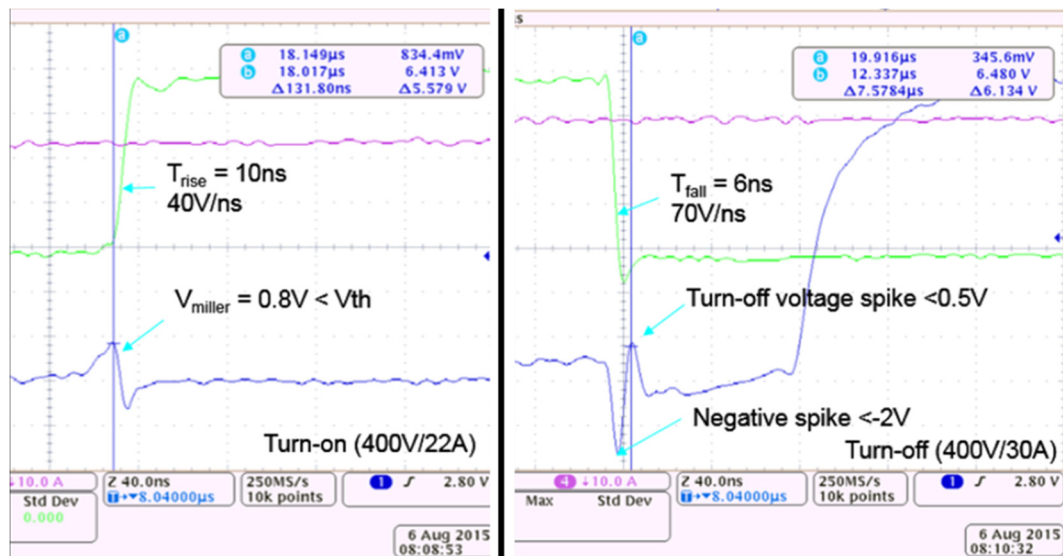 a
a 18.149µs 834.4mV
b 18.017µs 6.413 V
Δ131.80ns Δ5.579 V
T_rise = 10ns
40V/ns
V_miller = 0.8V < Vth
Turn-on (400V/22A)
↓10.0 A
Std Dev
0.000
Z 40.0ns
T→▼8.04000µs
250MS/s
10k points
1 ƒ 2.80 V
6 Aug 2015
08:08:53
a
a 19.916µs 345.6mV
b 12.337µs 6.480 V
Δ7.5784µs Δ6.134 V
T_fall = 6ns
70V/ns
Turn-off voltage spike <0.5V
Negative spike <-2V
Turn-off (400V/30A)
4 ↓10.0 A
Max Std Dev
Z 40.0ns
T→▼8.04000µs
250MS/s
10k points
1 ƒ 2.80 V
6 Aug 2015
08:10:32